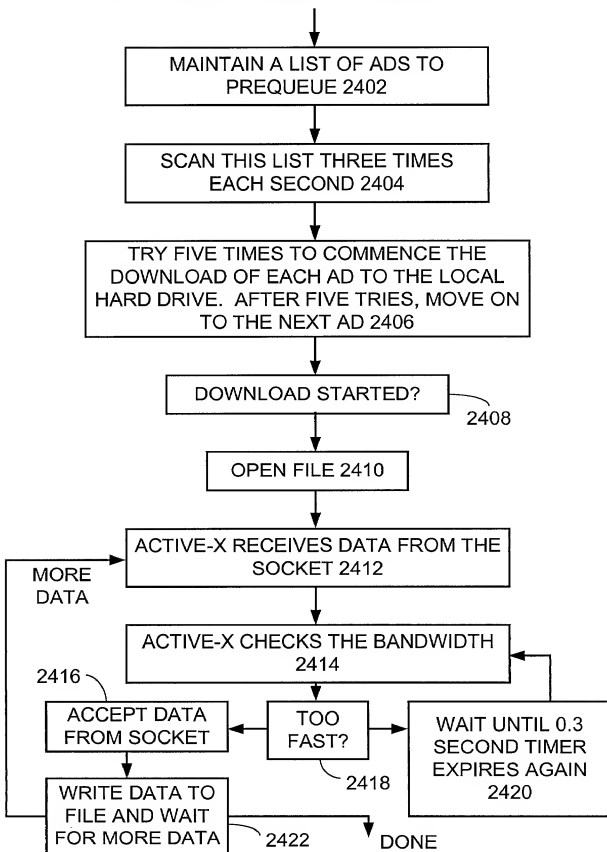 MAINTAIN A LIST OF ADS TO
PREQUEUE 2402
SCAN THIS LIST THREE TIMES
EACH SECOND 2404
TRY FIVE TIMES TO COMMENCE THE
DOWNLOAD OF EACH AD TO THE LOCAL
HARD DRIVE.  AFTER FIVE TRIES, MOVE ON
TO THE NEXT AD 2406
DOWNLOAD STARTED?
2408
OPEN FILE 2410
ACTIVE-X RECEIVES DATA FROM THE
SOCKET 2412
MORE
DATA
ACTIVE-X CHECKS THE BANDWIDTH
2414
2416
ACCEPT DATA
FROM SOCKET
TOO
FAST?
2418
WAIT UNTIL 0.3
SECOND TIMER
EXPIRES AGAIN
2420
WRITE DATA TO
FILE AND WAIT
FOR MORE DATA
2422
DONE